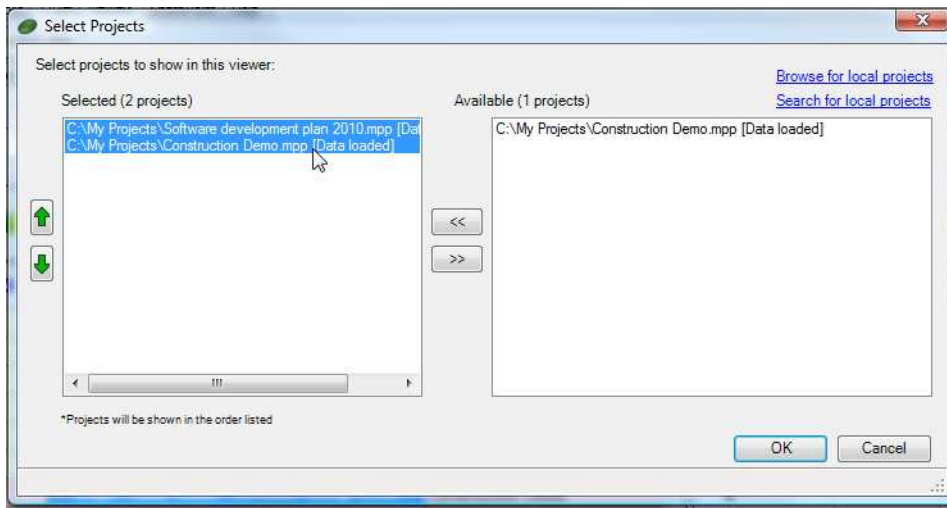 Select Projects
Select projects to show in this viewer:
Browse for local projects
Selected (2 projects)
Available (1 projects)
Search for local projects
C:\My Projects\Software development plan 2010.mpp [Dat
C:\My Projects\Construction Demo.mpp [Data loaded]
C:\My Projects\Construction Demo.mpp [Data loaded]
<<
>>
*Projects will be shown in the order listed
OK
Cancel